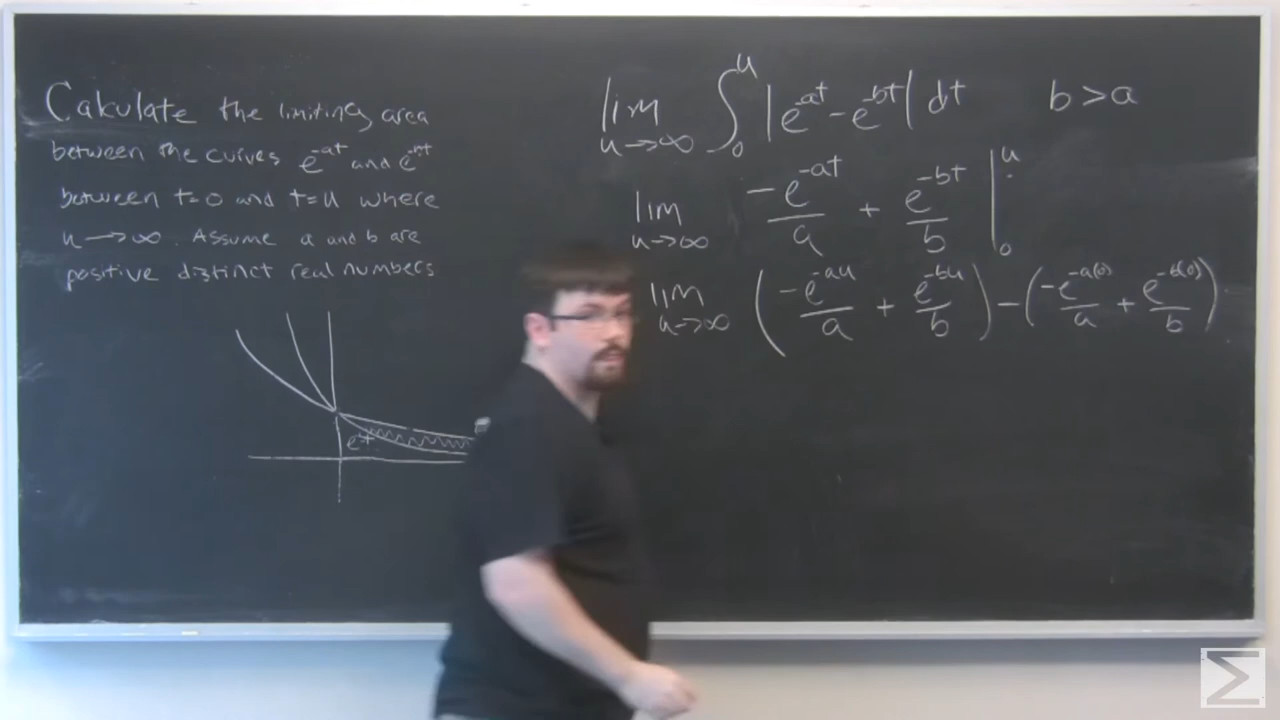 Calculate the limiting area
between the curves e^-at and e^-bt
between t=0 and t=u where
u→∞. Assume a and b are
positive distinct real numbers
lim u→∞ ∫_0^u |e^-at - e^-bt| dt b>a
lim u→∞ -e^-at/a + e^-bt/b |_0^u
lim u→∞ (-e^-au/a + e^-bu/b) - (-e^-a(0)/a + e^-b(0)/b)
Σ